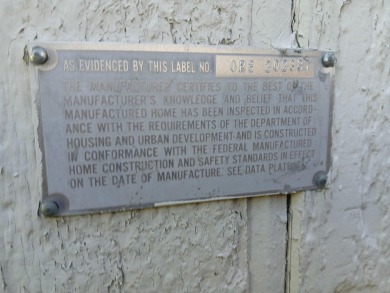 AS EVIDENCED BY THIS LABEL NO. ORE
THE MANUFACTURER CERTIFIES TO THE BEST OF THE
MANUFACTURER'S KNOWLEDGE AND BELIEF THAT THIS
MANUFACTURED HOME HAS BEEN INSPECTED IN ACCORD-
ANCE WITH THE REQUIREMENTS OF THE DEPARTMENT OF
HOUSING AND URBAN DEVELOPMENT AND IS CONSTRUCTED
IN CONFORMANCE WITH THE FEDERAL MANUFACTURED
HOME CONSTRUCTION AND SAFETY STANDARDS IN EFFECT
ON THE DATE OF MANUFACTURE. SEE DATA PLATE.